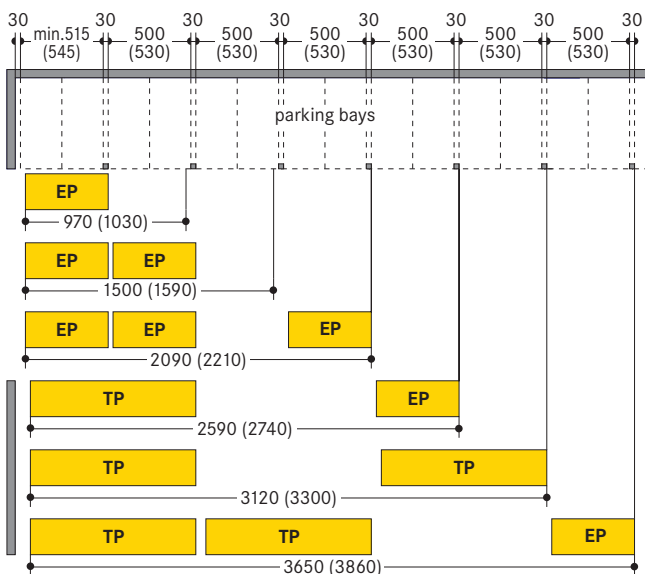 30 min.515 30 500 30 500 30 500 30 500 30 500 30 500 30
(545) (530) (530) (530) (530) (530) (530)
parking bays
EP
970 (1030)
EP EP
1500 (1590)
EP EP EP
2090 (2210)
TP EP
2590 (2740)
TP TP
3120 (3300)
TP TP EP
3650 (3860)